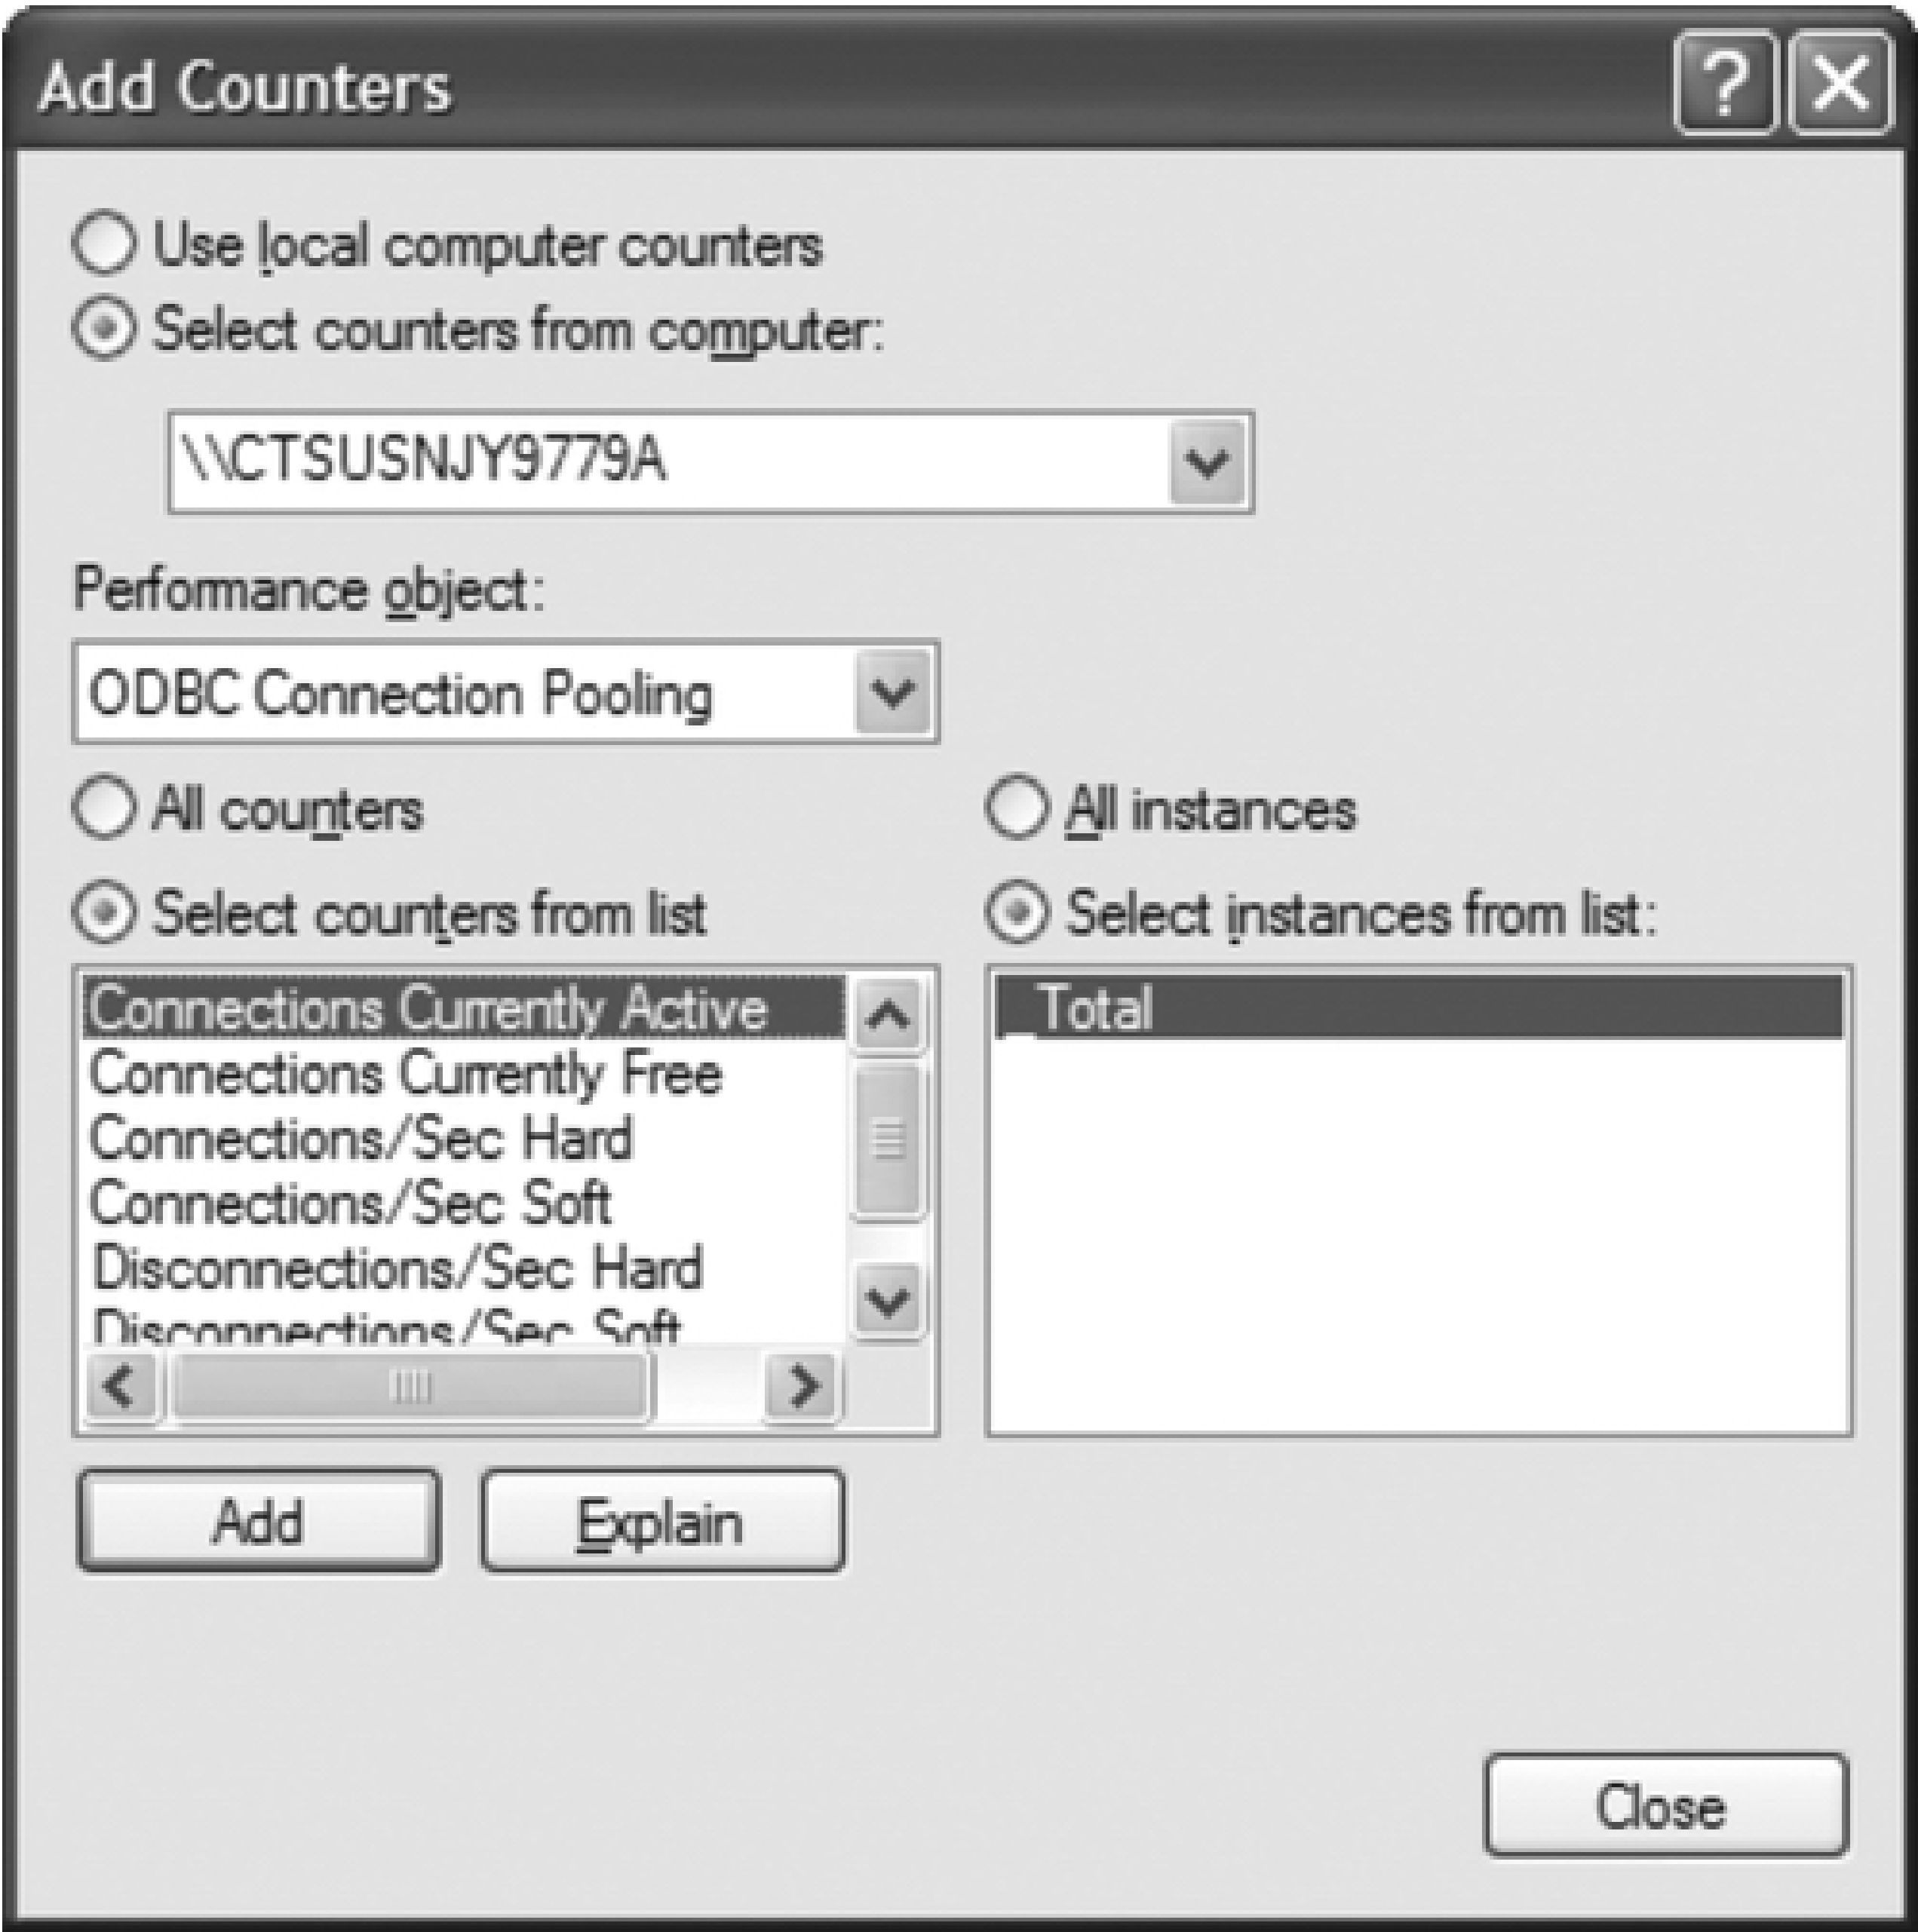 Add Counters
Use local computer counters
Select counters from computer:
\\CTSUSNJY9779A
Performance object:
ODBC Connection Pooling
All counters
All instances
Select counters from list
Select instances from list:
Connections Currently Active
Connections Currently Free
Connections/Sec Hard
Connections/Sec Soft
Disconnections/Sec Hard
Disconnections/Sec Soft
_Total
Add
Explain
Close